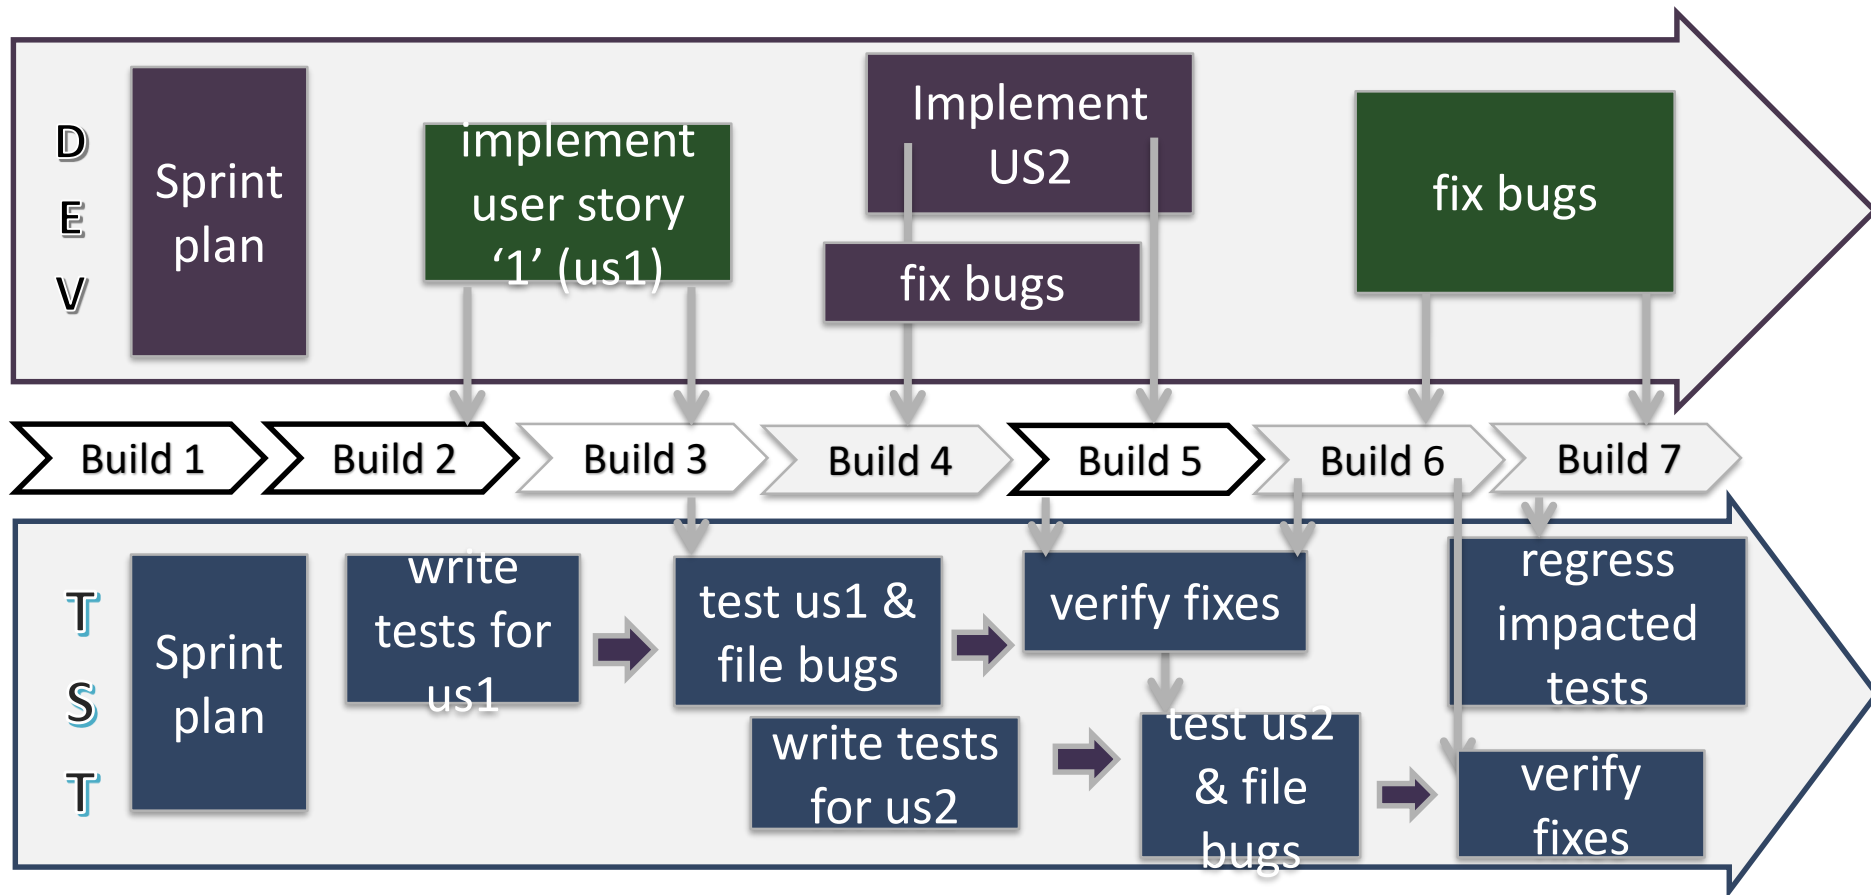 D
E
V
Sprint
plan
implement
user story
‘1’ (us1)
Implement
US2
fix bugs
fix bugs
Build 1
Build 2
Build 3
Build 4
Build 5
Build 6
Build 7
T
S
T
Sprint
plan
write
tests for
us1
test us1 &
file bugs
write tests
for us2
verify fixes
test us2
& file
bugs
regress
impacted
tests
verify
fixes